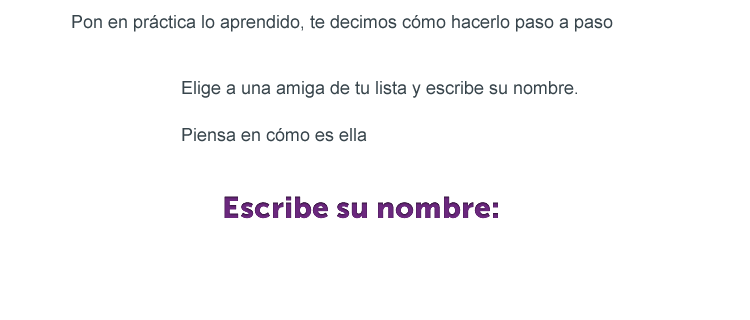 Pon en práctica lo aprendido, te decimos cómo hacerlo paso a paso
Elige a una amiga de tu lista y escribe su nombre.
Piensa en cómo es ella
Escribe su nombre: